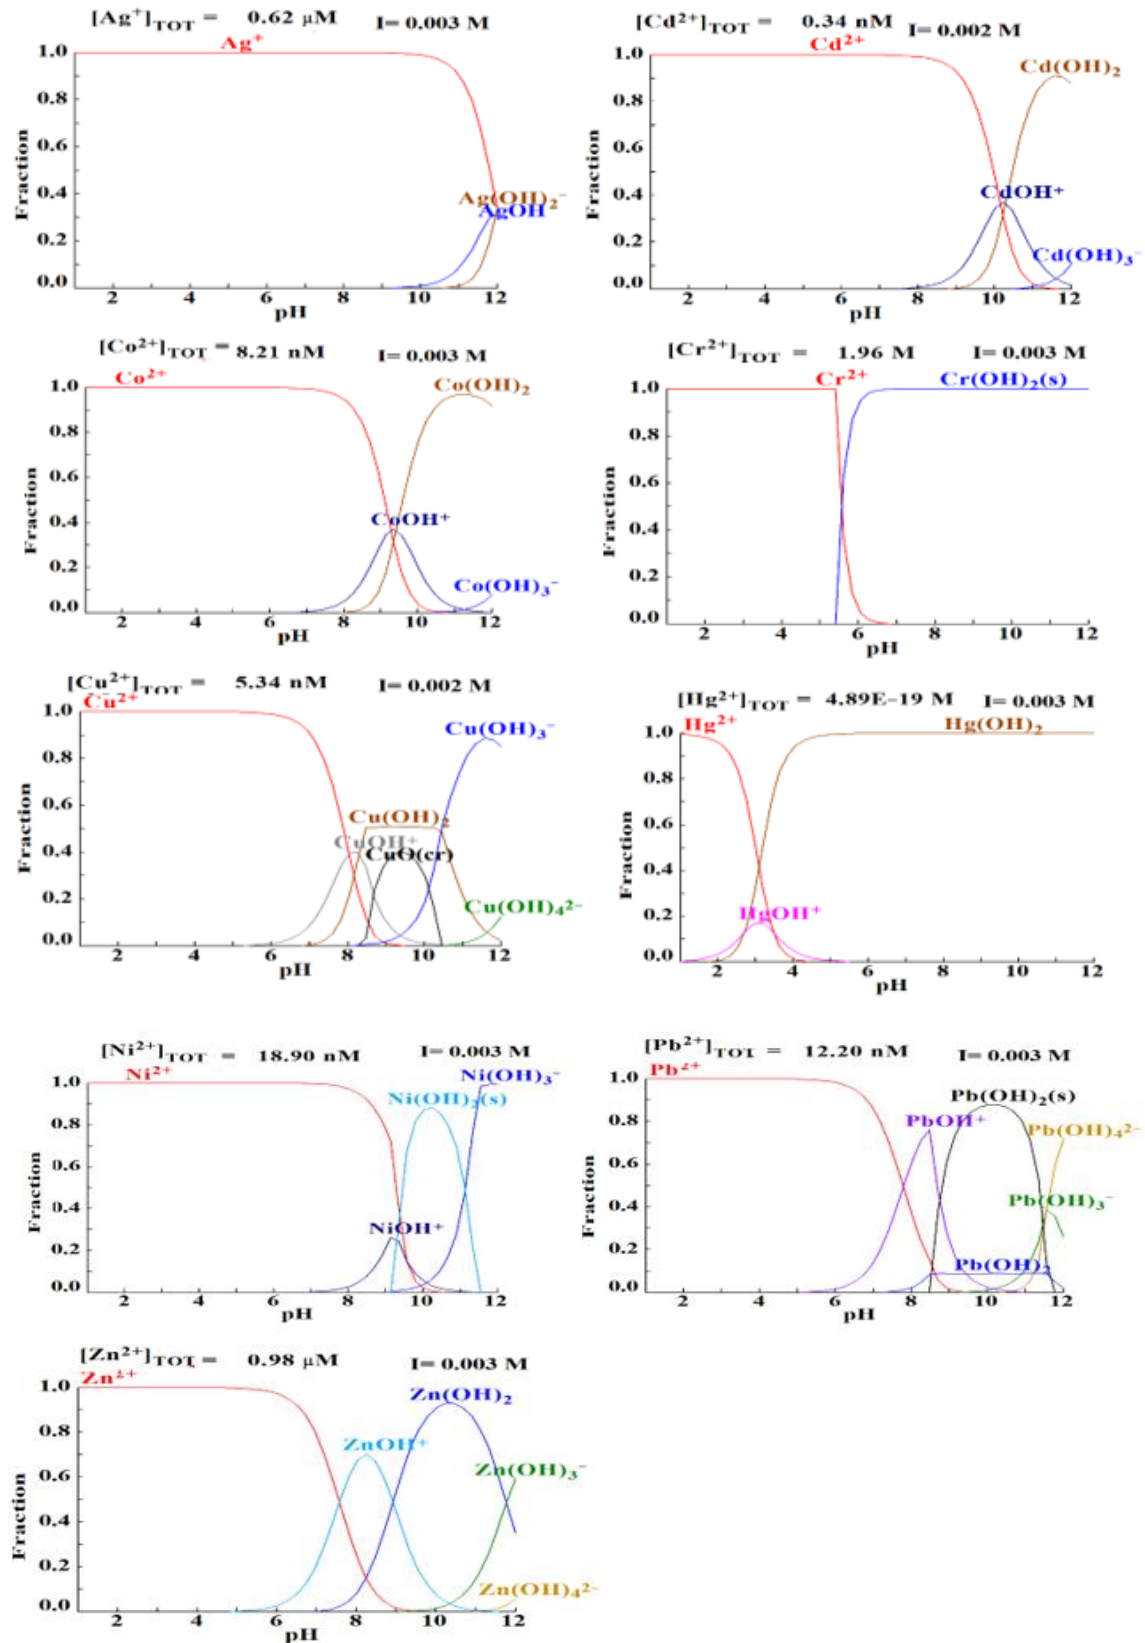 [Ag⁺]TOT = 0.62 μM I= 0.003 M
Ag⁺
1.0
0.8
0.6
0.4
0.2
0.0
Fraction
Ag(OH)₂⁻
AgOH
2 4 6 8 10 12
pH
[Cd²⁺]TOT = 0.34 nM I= 0.002 M
Cd²⁺
Cd(OH)₂
1.0
0.8
0.6
0.4
0.2
0.0
Fraction
CdOH⁺
Cd(OH)₃⁻
2 4 6 8 10 12
pH
[Co²⁺]TOT = 8.21 nM I= 0.003 M
Co²⁺
Co(OH)₂
1.0
0.8
0.6
0.4
0.2
0.0
Fraction
CoOH⁺
Co(OH)₃⁻
2 4 6 8 10 12
pH
[Cr²⁺]TOT = 1.96 M I= 0.003 M
Cr²⁺ Cr(OH)₂(s)
1.0
0.8
0.6
0.4
0.2
0.0
Fraction
2 4 6 8 10 12
pH
[Cu²⁺]TOT = 5.34 nM I= 0.002 M
Cu²⁺
Cu(OH)₃⁻
1.0
0.8
0.6
0.4
0.2
0.0
Fraction
Cu(OH)₂
CuOH⁺
CuO(cr)
Cu(OH)₄²⁻
2 4 6 8 10 12
pH
[Hg²⁺]TOT = 4.89E-19 M I= 0.003 M
Hg²⁺ Hg(OH)₂
1.0
0.8
0.6
0.4
0.2
0.0
Fraction
HgOH⁺
2 4 6 8 10 12
pH
[Ni²⁺]TOT = 18.90 nM I= 0.003 M
Ni²⁺ Ni(OH)₃⁻
Ni(OH)₂(s)
1.0
0.8
0.6
0.4
0.2
0.0
Fraction
NiOH⁺
2 4 6 8 10 12
pH
[Pb²⁺]TOT = 12.20 nM I= 0.003 M
Pb²⁺
Pb(OH)₂(s)
PbOH⁺
Pb(OH)₄²⁻
1.0
0.8
0.6
0.4
0.2
0.0
Fraction
Pb(OH)₃⁻
Pb(OH)₂
2 4 6 8 10 12
pH
[Zn²⁺]TOT = 0.98 μM I= 0.003 M
Zn²⁺
Zn(OH)₂
1.0
0.8
0.6
0.4
0.2
0.0
Fraction
ZnOH⁺
Zn(OH)₃⁻
Zn(OH)₄²⁻
2 4 6 8 10 12
pH